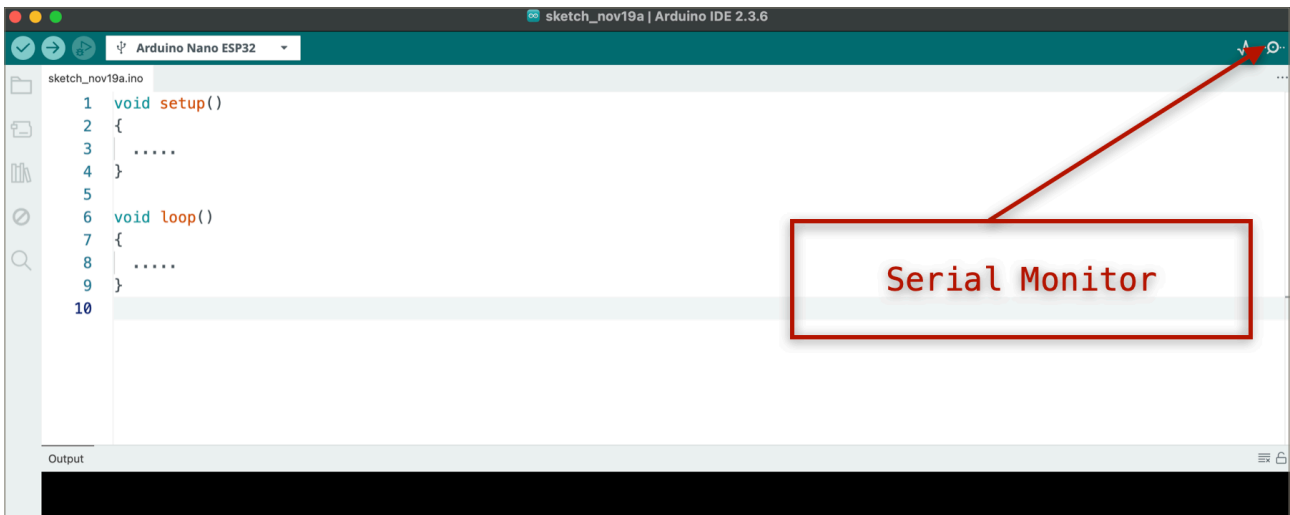 sketch_nov19a | Arduino IDE 2.3.6
Arduino Nano ESP32
sketch_nov19a.ino
...
1 void setup()
2 {
3 .....
4 }
5
6 void loop()
7 {
8 .....
9 }
10
Serial Monitor
Output